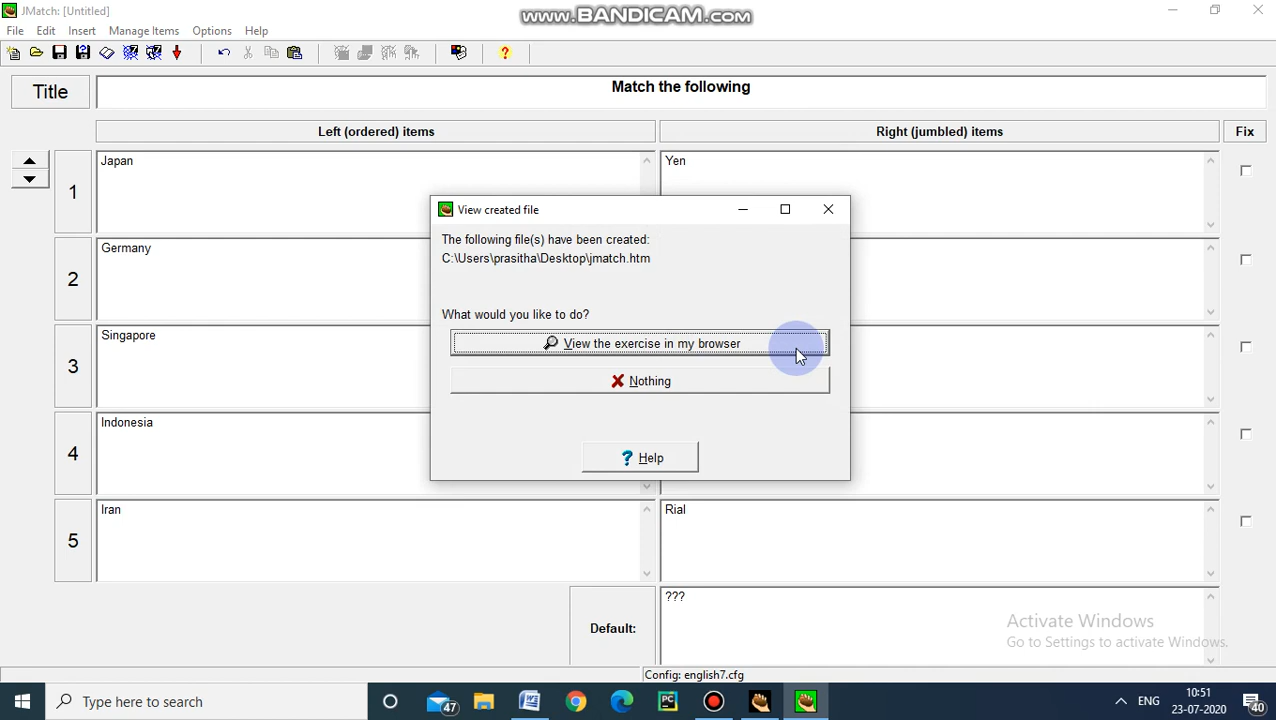 JMatch: [Untitled]
www.BANDICAM.com
File Edit Insert Manage Items Options Help
Title
Match the following
Left (ordered) items
Right (jumbled) items
Fix
1
Japan
Yen
View created file
The following file(s) have been created:
C:\Users\prasitha\Desktop\jmatch.htm
What would you like to do?
View the exercise in my browser
Nothing
Help
2
Germany
3
Singapore
4
Indonesia
5
Iran
Rial
Default:
???
Activate Windows
Go to Settings to activate Windows.
Config: english7.cfg
Type here to search
47
ENG
10:51
23-07-2020
40